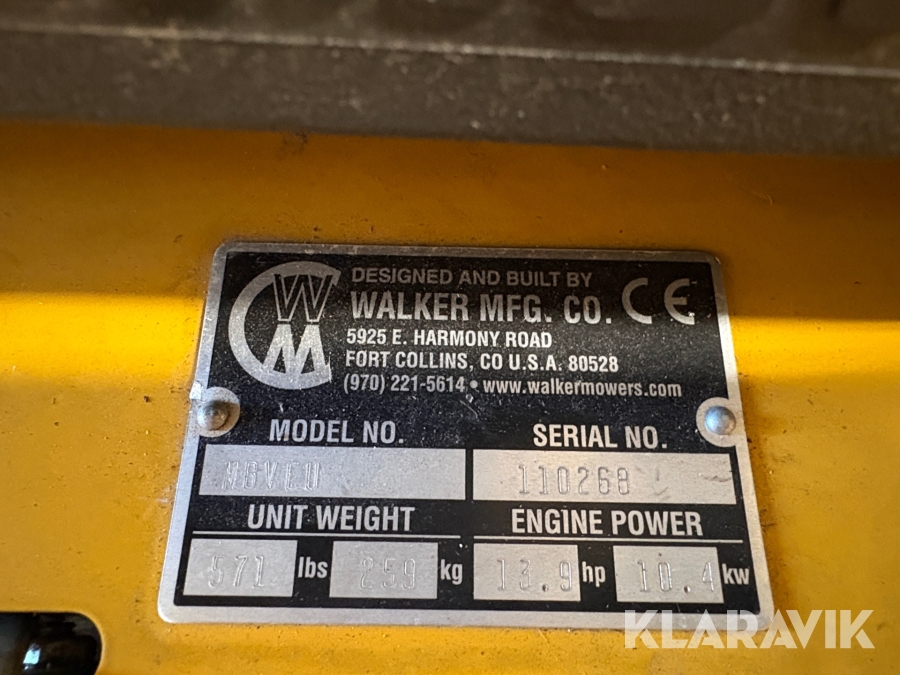 WM
DESIGNED AND BUILT BY
WALKER MFG. CO. CE
5925 E. HARMONY ROAD
FORT COLLINS, CO U.S.A. 80528
(970) 221-5614 • www.walkermowers.com
MODEL NO. SERIAL NO.
110268
UNIT WEIGHT ENGINE POWER
571 lbs 259 kg 13.9 hp 10.4 kw
KLARAVIK